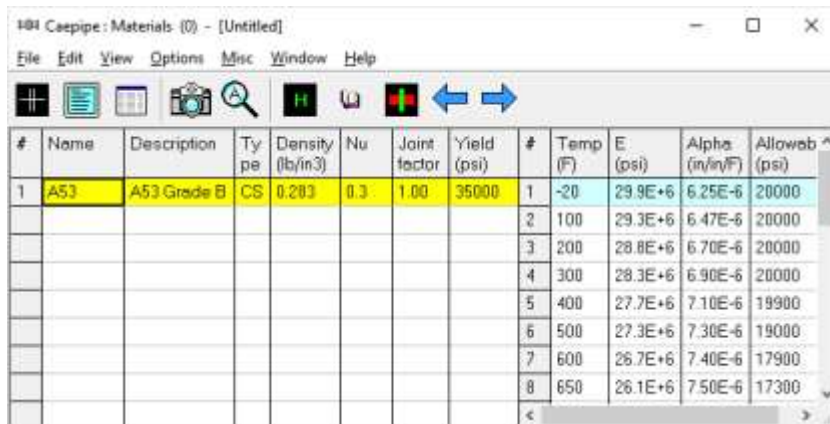 Caepipe : Materials (0) - [Untitled]
File Edit View Options Misc Window Help
# Name Description Ty pe Density (lb/in3) Nu Joint factor Yield (psi) # Temp (F) E (psi) Alpha (in/in/F) Allowab (psi)
1 A53 A53 Grade B CS 0.283 0.3 1.00 35000 1 -20 29.9E+6 6.25E-6 20000
2 100 29.3E+6 6.47E-6 20000
3 200 28.8E+6 6.70E-6 20000
4 300 28.3E+6 6.90E-6 20000
5 400 27.7E+6 7.10E-6 19900
6 500 27.3E+6 7.30E-6 19000
7 600 26.7E+6 7.40E-6 17900
8 650 26.1E+6 7.50E-6 17300